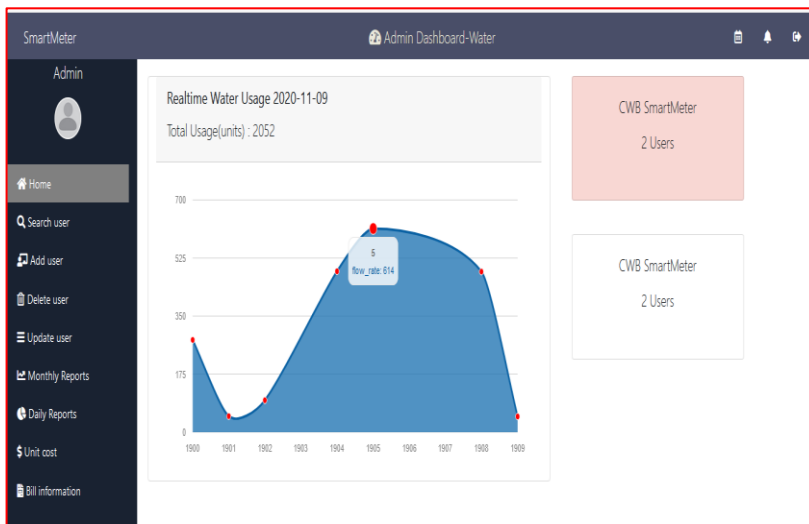 SmartMeter
Admin Dashboard-Water
Admin
Home
Search user
Add user
Delete user
Update user
Monthly Reports
Daily Reports
Unit cost
Bill information
Realtime Water Usage 2020-11-09
Total Usage(units) : 2052
700
525
350
175
0
5
flow_rate: 614
1900 1901 1902 1903 1904 1905 1906 1907 1908 1909
CWB SmartMeter
2 Users
CWB SmartMeter
2 Users